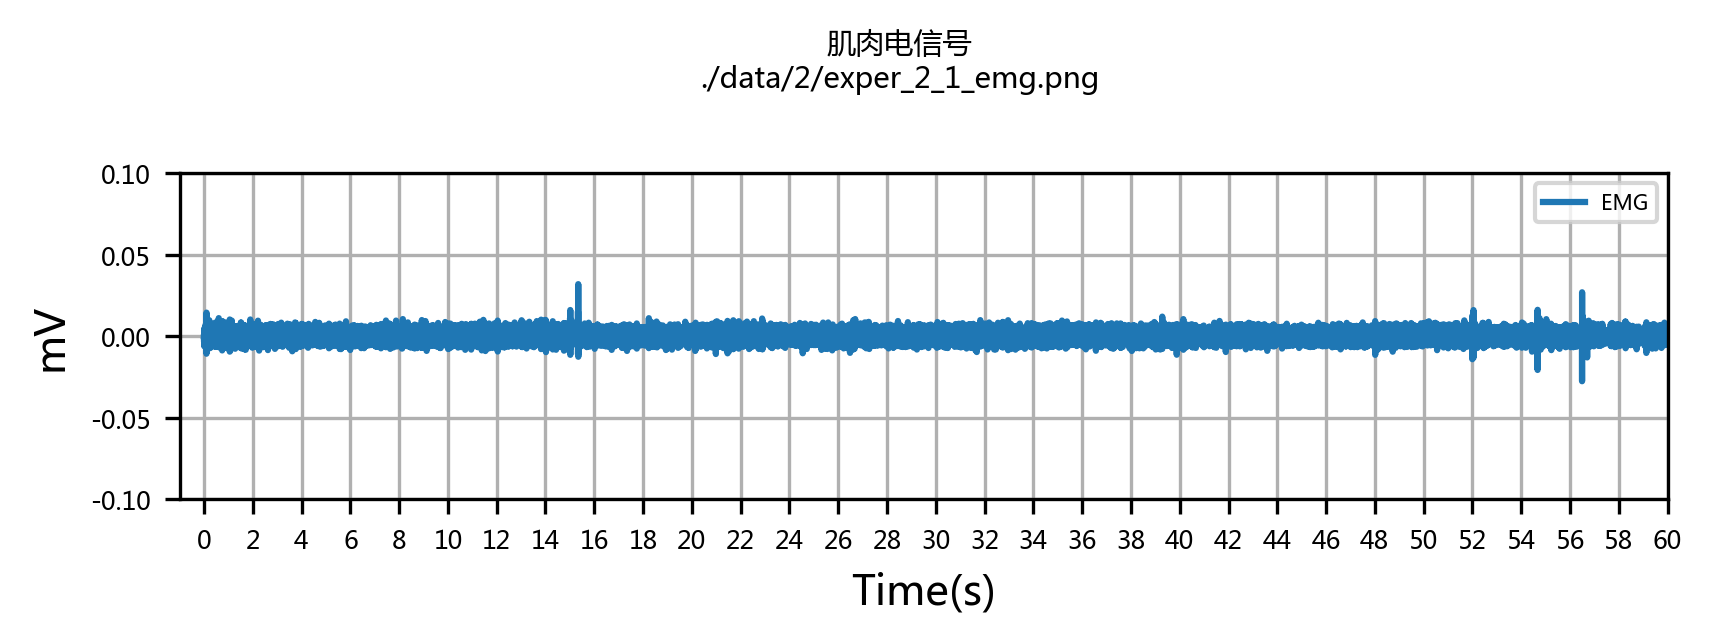 肌肉电信号
./data/2/exper_2_1_emg.png
0.10
0.05
0.00
-0.05
-0.10
mV
EMG
0 2 4 6 8 10 12 14 16 18 20 22 24 26 28 30 32 34 36 38 40 42 44 46 48 50 52 54 56 58 60
Time(s)